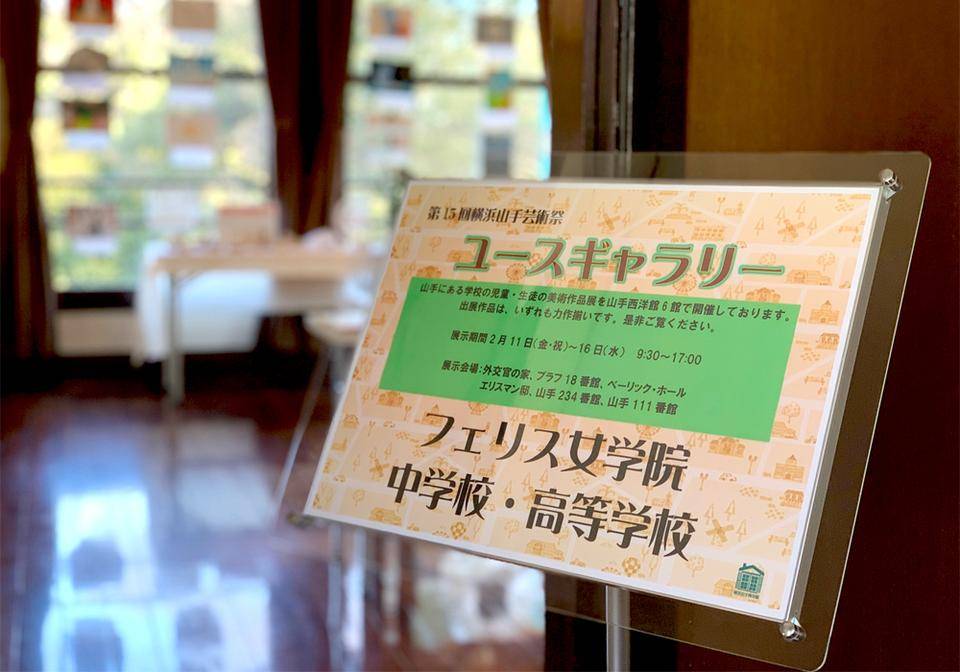 第15回横浜山手芸術祭
ユースギャラリー
山手にある学校の児童・生徒の美術作品展を山手西洋館6館で開催しております。
出展作品は、いずれも力作揃いです。是非ご覧ください。
展示期間2月11日(金・祝)～16日(水) 9:30～17:00
展示会場:外交官の家、ブラフ18番館、ベーリック・ホール
エリスマン邸、山手234番館、山手111番館
フェリス女学院
中学校・高等学校